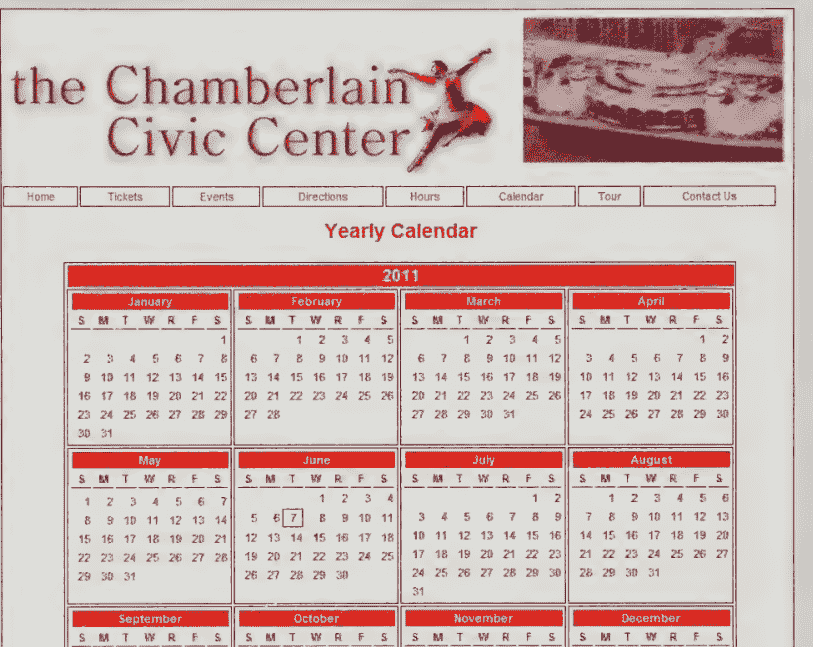 the Chamberlain
Civic Center
Home Tickets Events Directions Hours Calendar Tour Contact Us
Yearly Calendar
2011
January February March April
S M T W R F S S M T W R F S S M T W R F S S M T W R F S
1 1 2 3 4 5 1 2 3 4 5 1 2
2 3 4 5 6 7 8 6 7 8 9 10 11 12 6 7 8 9 10 11 12 3 4 5 6 7 8 9
9 10 11 12 13 14 15 13 14 15 16 17 18 19 13 14 15 16 17 18 19 10 11 12 13 14 15 16
16 17 18 19 20 21 22 20 21 22 23 24 25 26 20 21 22 23 24 25 26 17 18 19 20 21 22 23
23 24 25 26 27 28 29 27 28 27 28 29 30 31 24 25 26 27 28 29 30
30 31
May June July August
S M T W R F S S M T W R F S S M T W R F S S M T W R F S
1 2 3 4 5 6 7 1 2 3 4 1 2 1 2 3 4 5 6
8 9 10 11 12 13 14 5 6 7 8 9 10 11 3 4 5 6 7 8 9 7 8 9 10 11 12 13
15 16 17 18 19 20 21 12 13 14 15 16 17 18 10 11 12 13 14 15 16 14 15 16 17 18 19 20
22 23 24 25 26 27 28 19 20 21 22 23 24 25 17 18 19 20 21 22 23 21 22 23 24 25 26 27
29 30 31 26 27 28 29 30 24 25 26 27 28 29 30 28 29 30 31
31
September October November December
S M T W R F S S M T W R F S S M T W R F S S M T W R F S